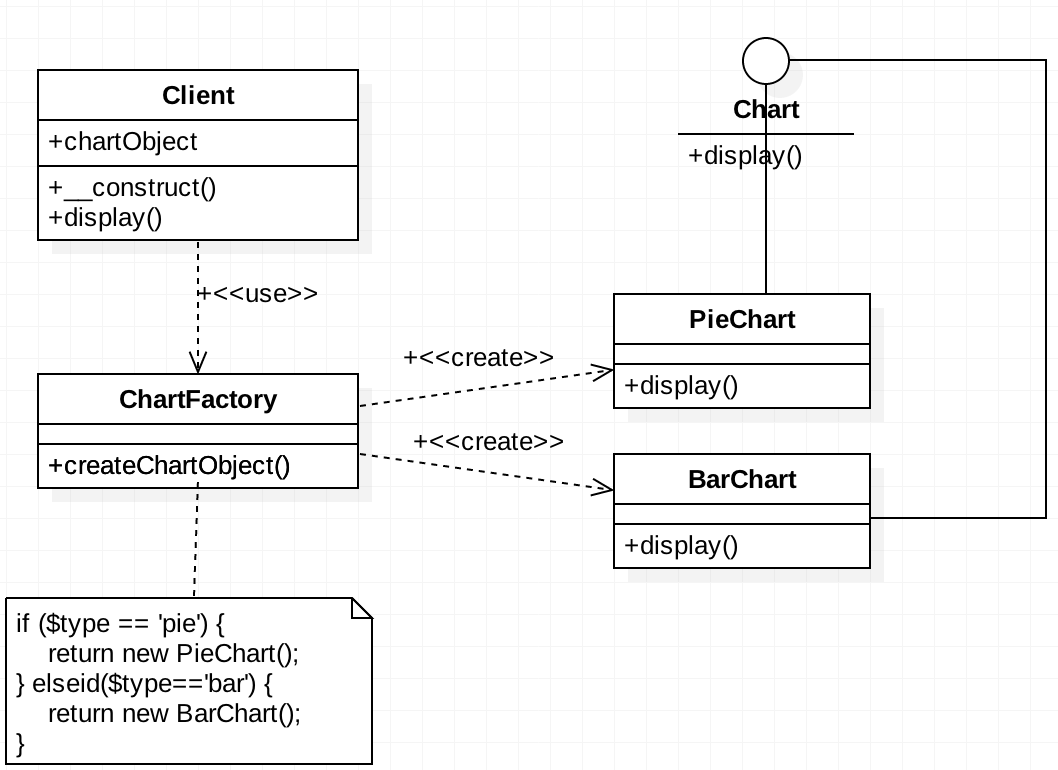 Client
+chartObject
+__construct()
+display()
+<<use>>
ChartFactory
+createChartObject()
if ($type == 'pie') {
return new PieChart();
} elseid($type=='bar') {
return new BarChart();
}
+<<create>>
+<<create>>
Chart
+display()
PieChart
+display()
BarChart
+display()